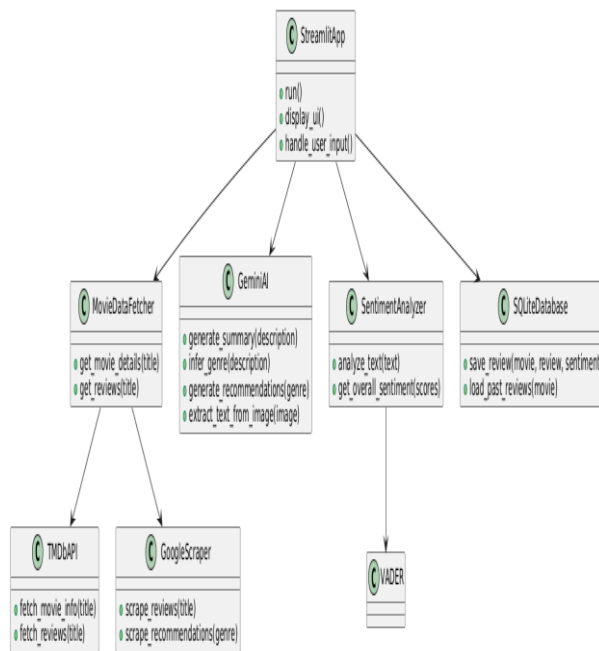 C StreamlitApp
run()
display_ui()
handle_user_input()
C MovieDataFetcher
get_movie_details(title)
get_reviews(title)
C GeminiAI
generate_summary(description)
infer_genre(description)
generate_recommendations(genre)
extract_text_from_image(image)
C SentimentAnalyzer
analyze_text(text)
get_overall_sentiment(scores)
C SQLiteDatabase
save_review(movie, review, sentiment
load_past_reviews(movie)
C TMDbAPI
fetch_movie_info(title)
fetch_reviews(title)
C GoogleScraper
scrape_reviews(title)
scrape_recommendations(genre)
C VADER